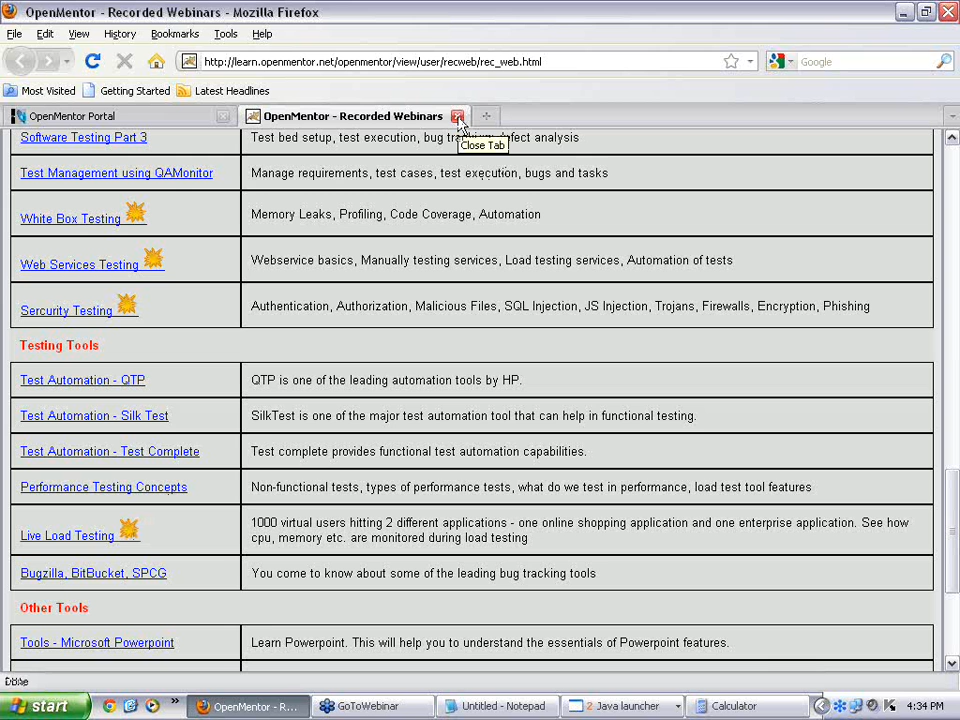 OpenMentor - Recorded Webinars - Mozilla Firefox
File Edit View History Bookmarks Tools Help
http://learn.openmentor.net/openmentor/view/user/recweb/rec_web.html
Google
Most Visited Getting Started Latest Headlines
OpenMentor Portal
OpenMentor - Recorded Webinars
Close Tab
Software Testing Part 3 Test bed setup, test execution, bug defect analysis
Test Management using QAMonitor Manage requirements, test cases, test execution, bugs and tasks
White Box Testing Memory Leaks, Profiling, Code Coverage, Automation
Web Services Testing Webservice basics, Manually testing services, Load testing services, Automation of tests
Sercurity Testing Authentication, Authorization, Malicious Files, SQL Injection, JS Injection, Trojans, Firewalls, Encryption, Phishing
Testing Tools
Test Automation - QTP QTP is one of the leading automation tools by HP.
Test Automation - Silk Test SilkTest is one of the major test automation tool that can help in functional testing.
Test Automation - Test Complete Test complete provides functional test automation capabilities.
Performance Testing Concepts Non-functional tests, types of performance tests, what do we test in performance, load test tool features
Live Load Testing 1000 virtual users hitting 2 different applications - one online shopping application and one enterprise application. See how
cpu, memory etc. are monitored during load testing
Bugzilla, BitBucket, SPCG You come to know about some of the leading bug tracking tools
Other Tools
Tools - Microsoft Powerpoint Learn Powerpoint. This will help you to understand the essentials of Powerpoint features.
start
OpenMentor - R...
GoToWebinar
Untitled - Notepad
2 Java launcher
Calculator
4:34 PM